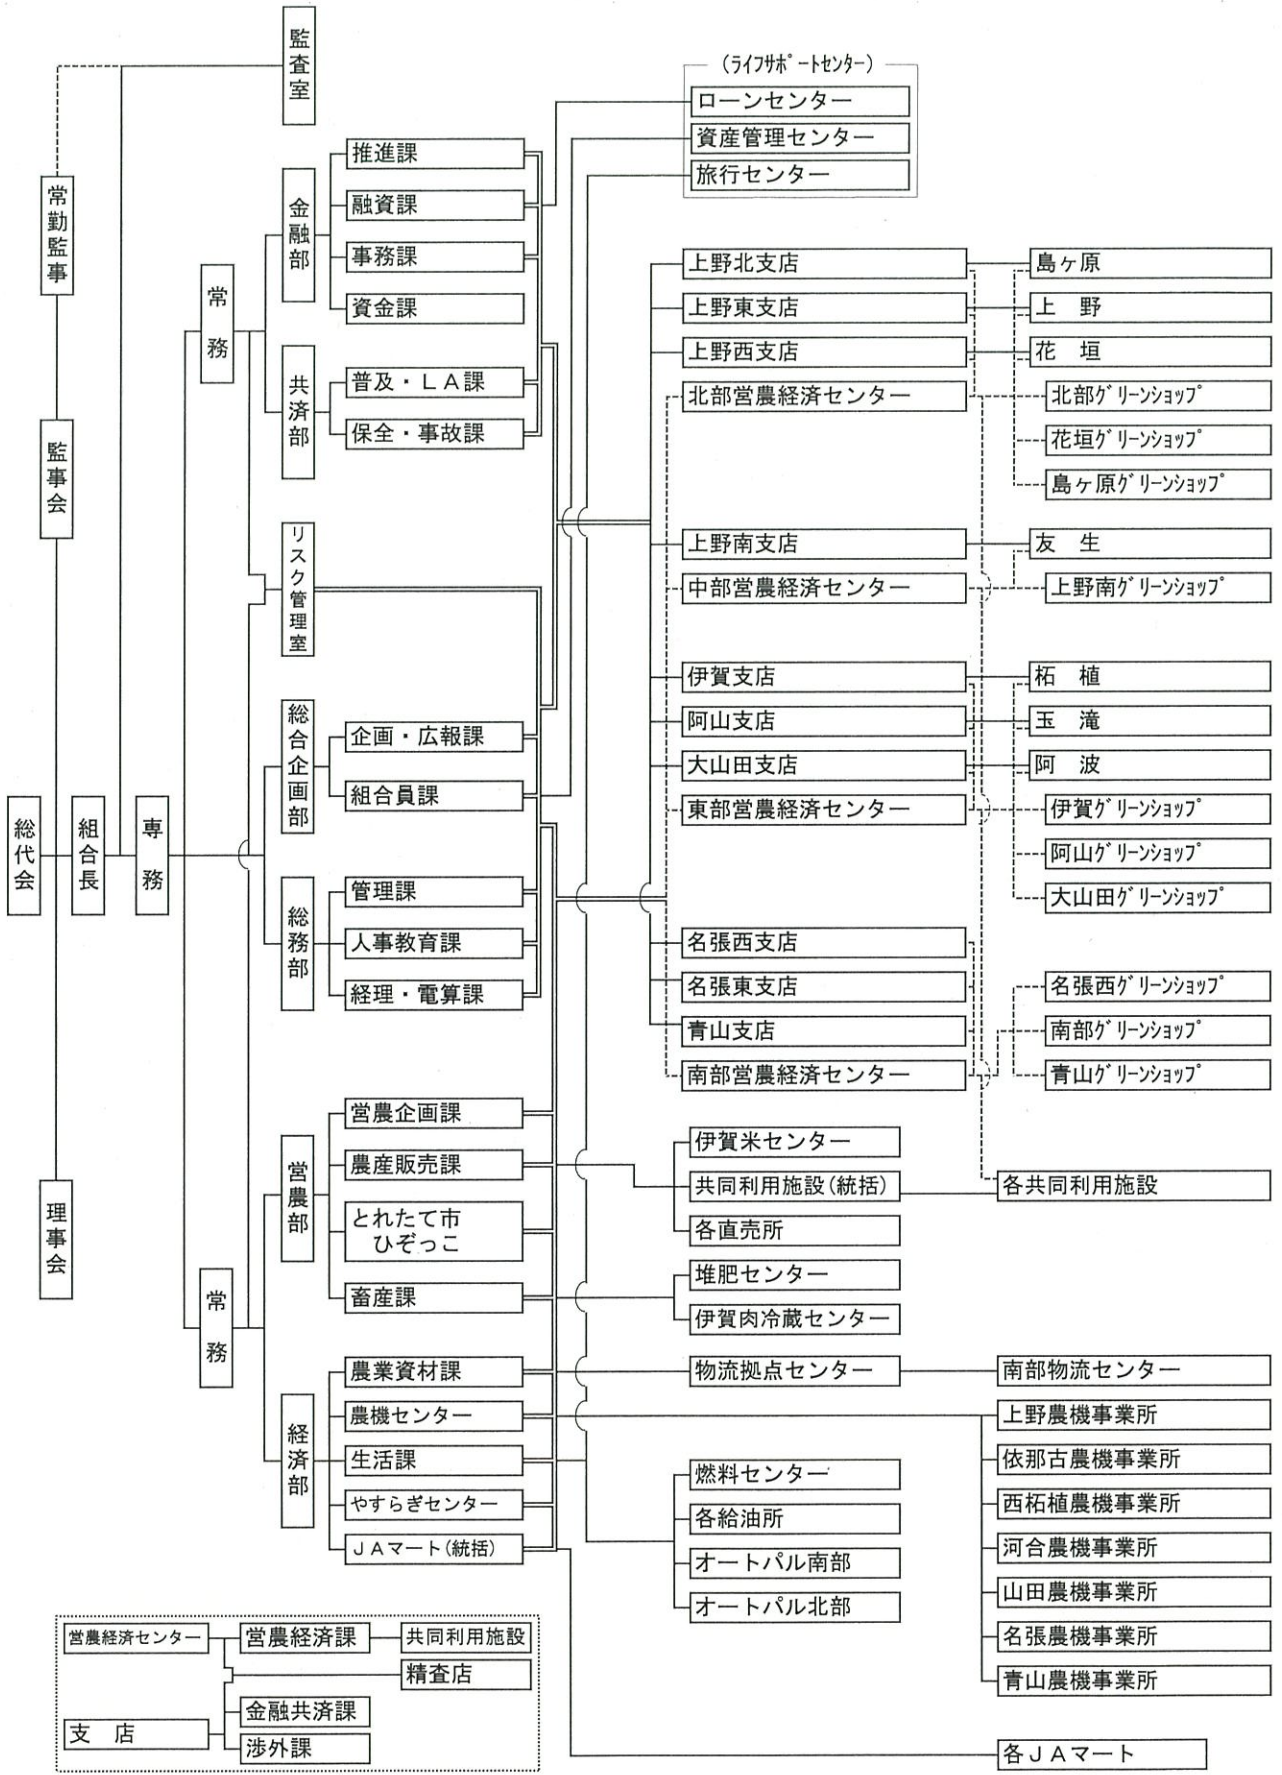 監査室
常勤監事
監事会
総代会
組合長
専務
理事会
常務
常務
金融部
推進課
融資課
事務課
資金課
共済部
普及・ＬＡ課
保全・事故課
リスク管理室
総合企画部
企画・広報課
組合員課
総務部
管理課
人事教育課
経理・電算課
営農部
営農企画課
農産販売課
とれたて市
ひぞっこ
畜産課
経済部
農業資材課
農機センター
生活課
やすらぎセンター
ＪＡマート(統括)
(ﾗｲﾌｻﾎﾟｰﾄｾﾝﾀｰ)
ローンセンター
資産管理センター
旅行センター
上野北支店
上野東支店
上野西支店
北部営農経済センター
島ヶ原
上　野
花　垣
北部ｸﾞﾘｰﾝｼｮｯﾌﾟ
花垣ｸﾞﾘｰﾝｼｮｯﾌﾟ
島ヶ原ｸﾞﾘｰﾝｼｮｯﾌﾟ
上野南支店
中部営農経済センター
友　生
上野南ｸﾞﾘｰﾝｼｮｯﾌﾟ
伊賀支店
阿山支店
大山田支店
東部営農経済センター
柘　植
玉　滝
阿　波
伊賀ｸﾞﾘｰﾝｼｮｯﾌﾟ
阿山ｸﾞﾘｰﾝｼｮｯﾌﾟ
大山田ｸﾞﾘｰﾝｼｮｯﾌﾟ
名張西支店
名張東支店
青山支店
南部営農経済センター
名張西ｸﾞﾘｰﾝｼｮｯﾌﾟ
南部ｸﾞﾘｰﾝｼｮｯﾌﾟ
青山ｸﾞﾘｰﾝｼｮｯﾌﾟ
伊賀米センター
共同利用施設(統括)
各直売所
各共同利用施設
堆肥センター
伊賀肉冷蔵センター
物流拠点センター
南部物流センター
上野農機事業所
依那古農機事業所
西柘植農機事業所
河合農機事業所
山田農機事業所
名張農機事業所
青山農機事業所
燃料センター
各給油所
オートパル南部
オートパル北部
各ＪＡマート
営農経済センター
営農経済課
共同利用施設
精査店
金融共済課
支　店
渉外課